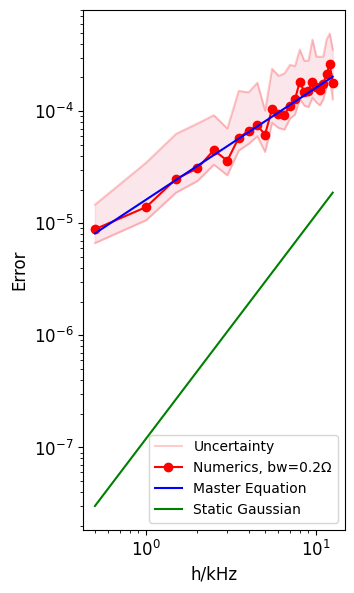 10⁻⁴
10⁻⁵
10⁻⁶
10⁻⁷
Error
Uncertainty
Numerics, bw=0.2Ω
Master Equation
Static Gaussian
10⁰
10¹
h/kHz